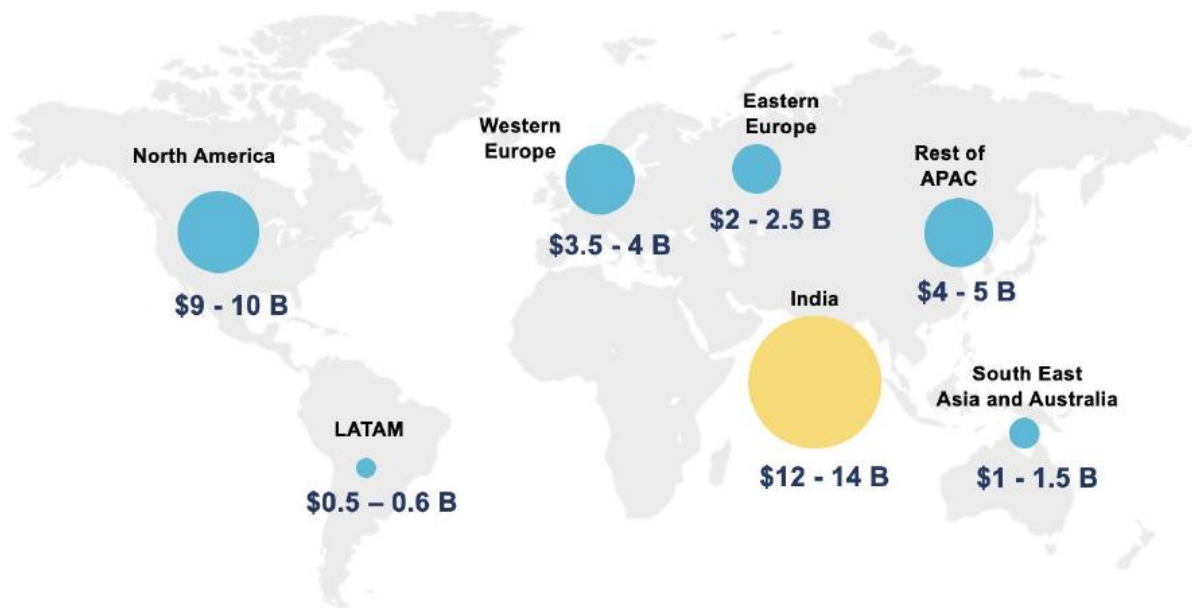 North America
$9 - 10 B
Western
Europe
$3.5 - 4 B
Eastern
Europe
$2 - 2.5 B
Rest of
APAC
$4 - 5 B
India
$12 - 14 B
South East
Asia and Australia
$1 - 1.5 B
LATAM
$0.5 – 0.6 B